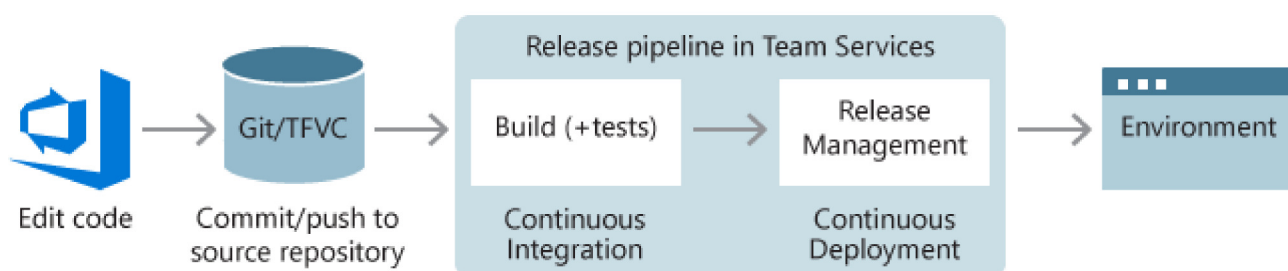 Release pipeline in Team Services
Git/TFVC
Build (+tests)
Release
Management
Environment
Edit code
Commit/push to
source repository
Continuous
Integration
Continuous
Deployment